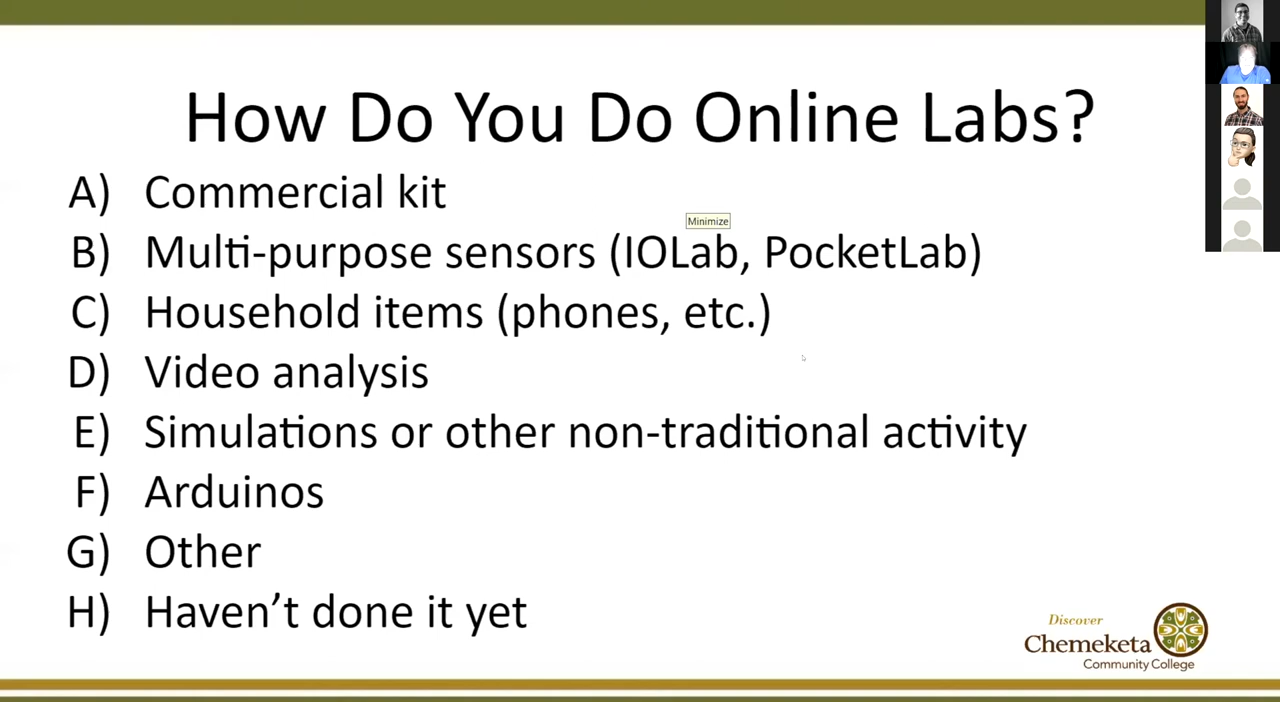 How Do You Do Online Labs?
A) Commercial kit
Minimize
B) Multi-purpose sensors (IOLab, PocketLab)
C) Household items (phones, etc.)
D) Video analysis
E) Simulations or other non-traditional activity
F) Arduinos
G) Other
H) Haven’t done it yet
Discover
Chemeketa
Community College